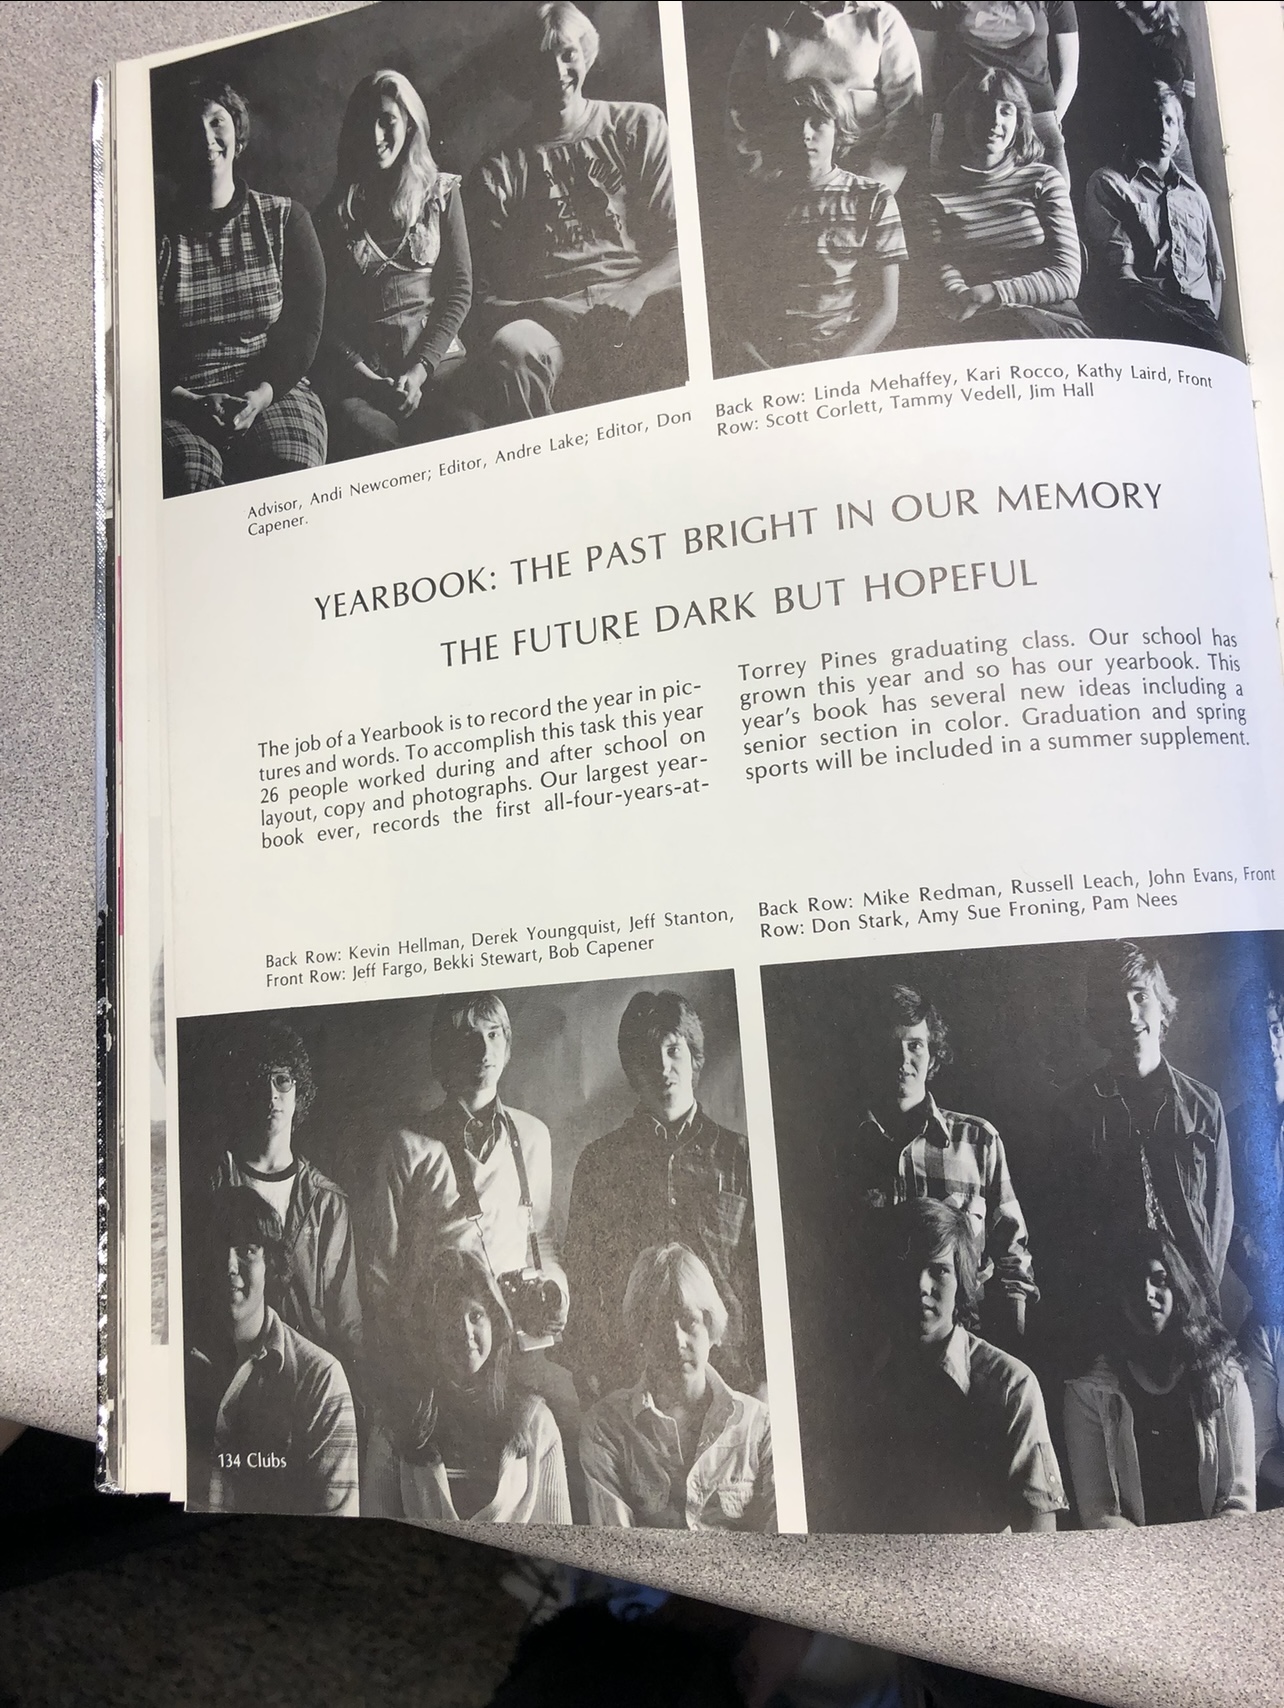 Advisor, Andi Newcomer; Editor, Andre Lake; Editor, Don
Capener.
Back Row: Linda Mehaffey, Kari Rocco, Kathy Laird, Front
Row: Scott Corlett, Tammy Vedell, Jim Hall
YEARBOOK: THE PAST BRIGHT IN OUR MEMORY
THE FUTURE DARK BUT HOPEFUL
The job of a Yearbook is to record the year in pic-
tures and words. To accomplish this task this year
26 people worked during and after school on
layout, copy and photographs. Our largest year-
book ever, records the first all-four-years-at-
Torrey Pines graduating class. Our school has
grown this year and so has our yearbook. This
year's book has several new ideas including a
senior section in color. Graduation and spring
sports will be included in a summer supplement.
Back Row: Kevin Hellman, Derek Youngquist, Jeff Stanton,
Front Row: Jeff Fargo, Bekki Stewart, Bob Capener
Back Row: Mike Redman, Russell Leach, John Evans, Front
Row: Don Stark, Amy Sue Froning, Pam Nees
134 Clubs